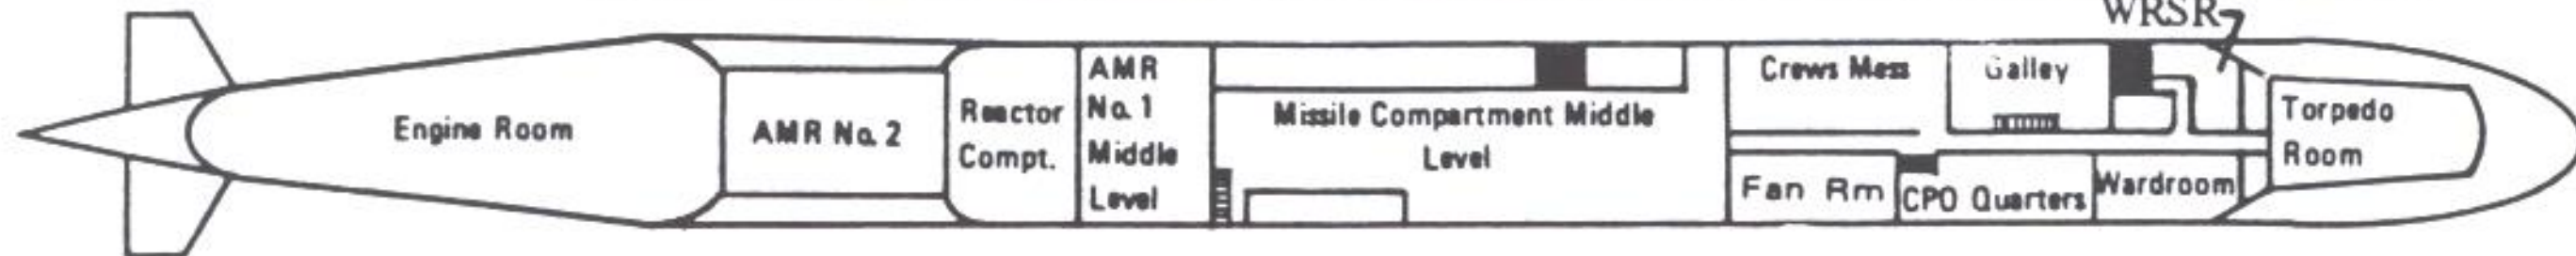 WRSR
Engine Room
AMR No. 2
Reactor
Compt.
AMR
No. 1
Middle
Level
Missile Compartment Middle
Level
Crews Mess
Galley
Fan Rm
CPO Quarters
Wardroom
Torpedo
Room